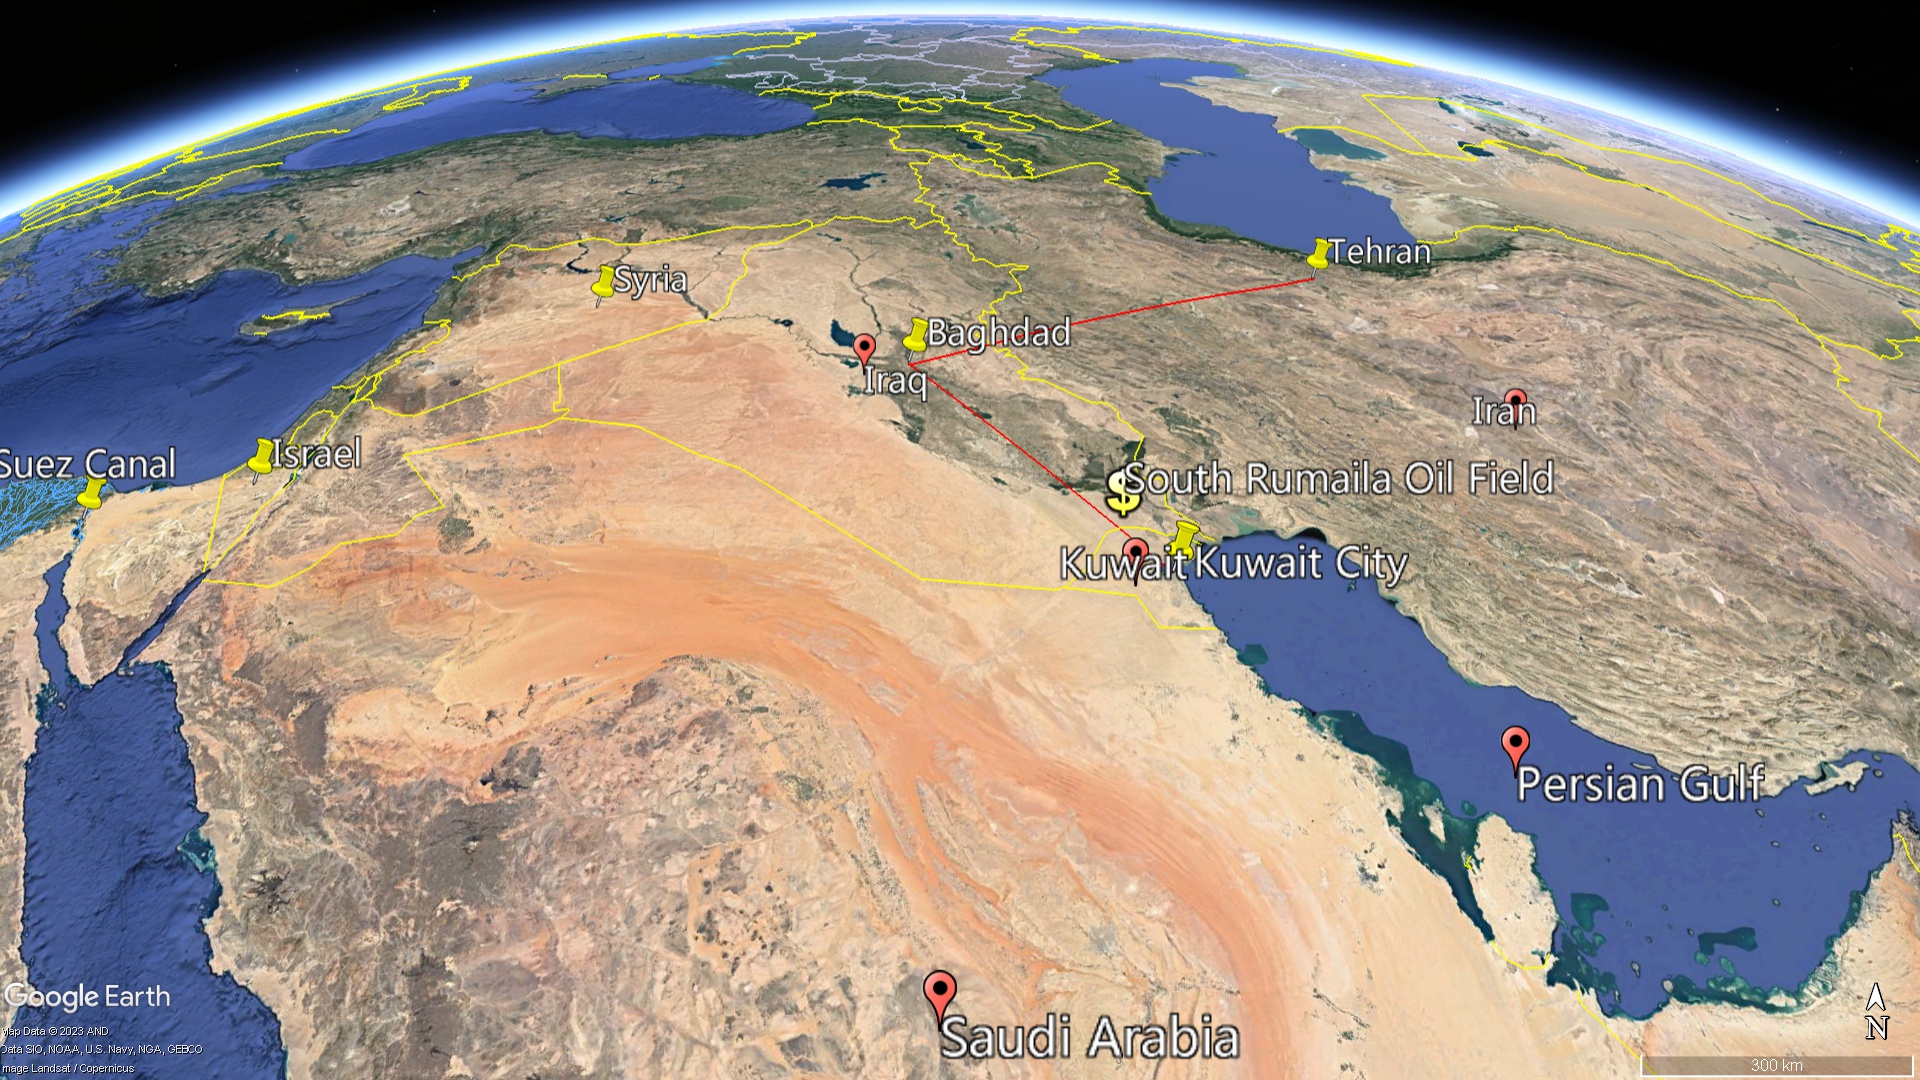 Tehran
Syria
Baghdad
Iraq
Iran
Israel
Suez Canal
$
South Rumaila Oil Field
Kuwait
Kuwait City
Persian Gulf
Saudi Arabia
Google Earth
Map Data © 2023 AND
Data SIO, NOAA, U.S. Navy, NGA, GEBCO
mage Landsat / Copernicus
N
300 km